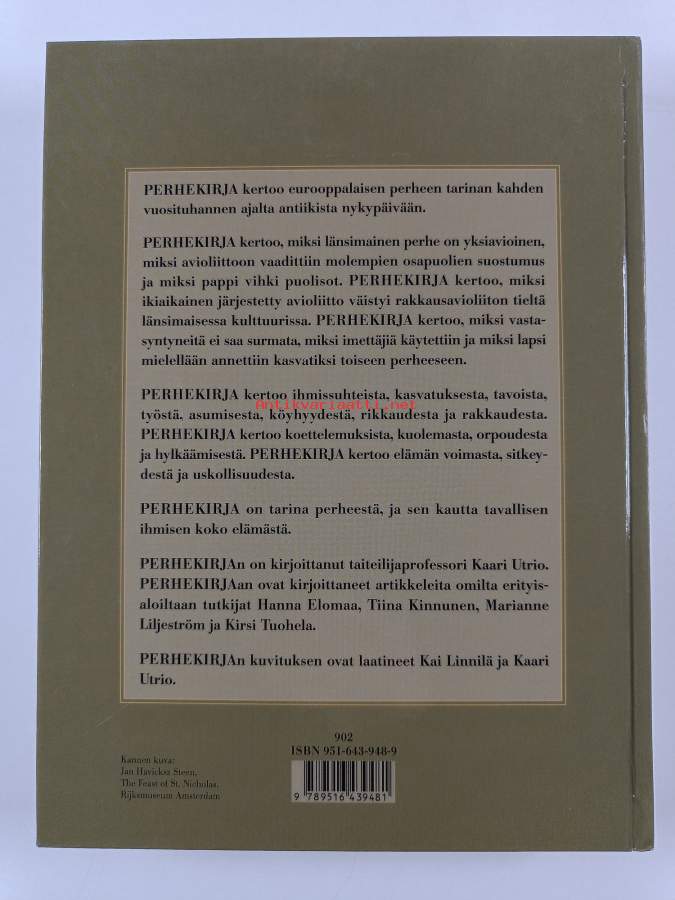 PERHEKIRJA kertoo eurooppalaisen perheen tarinan kahden
vuosituhannen ajalta antiikista nykypäivään.
PERHEKIRJA kertoo, miksi länsimainen perhe on yksiavioinen,
miksi avioliittoon vaadittiin molempien osapuolien suostumus
ja miksi pappi vihki puolisot. PERHEKIRJA kertoo, miksi
ikiaikainen järjestetty avioliitto väistyi rakkausavioliiton tieltä
länsimaisessa kulttuurissa. PERHEKIRJA kertoo, miksi vasta-
syntyneitä ei saa surmata, miksi imettäjiä käytettiin ja miksi lapsi
mielellään annettiin kasvatiksi toiseen perheeseen.
PERHEKIRJA kertoo ihmissuhteista, kasvatuksesta, tavoista,
Antikvariaatti.net
työstä, asumisesta, köyhyydestä, rikkaudesta ja rakkaudesta.
PERHEKIRJA kertoo koettelemuksista, kuolemasta, orpoudesta
ja hylkäämisestä. PERHEKIRJA kertoo elämän voimasta, sitkey-
destä ja uskollisuudesta.
PERHEKIRJA on tarina perheestä, ja sen kautta tavallisen
ihmisen koko elämästä.
PERHEKIRJAn on kirjoittanut taiteilijaprofessori Kaari Utrio.
PERHEKIRJAan ovat kirjoittaneet artikkeleita omilta erityis-
aloiltaan tutkijat Hanna Elomaa, Tiina Kinnunen, Marianne
Liljeström ja Kirsi Tuohela.
PERHEKIRJAn kuvituksen ovat laatineet Kai Linnilä ja Kaari
Utrio.
902
ISBN 951-643-948-9
9 789516 439481
Kannen kuva:
Jan Havicksz Steen,
The Feast of St. Nicholas.
Rijksmuseum Amsterdam